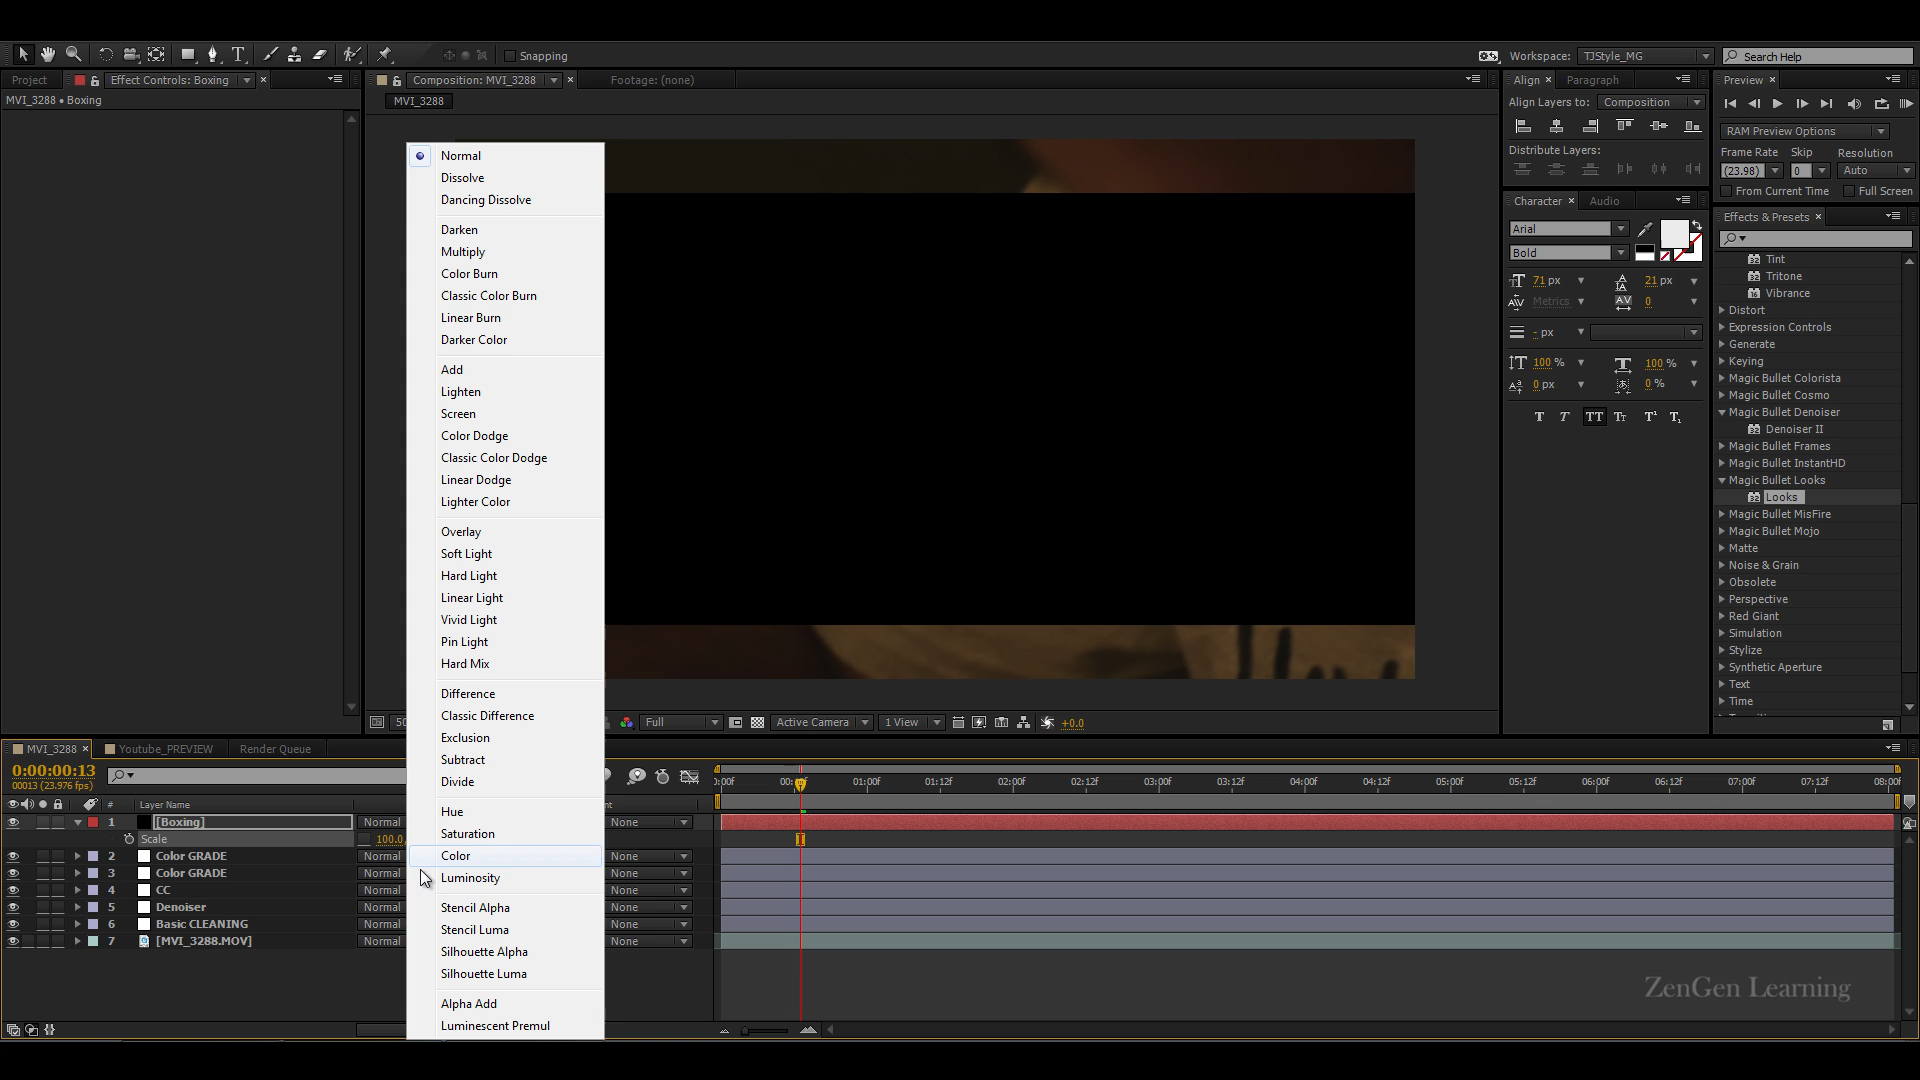 Snapping
Workspace: TJStyle_MG
Search Help
Project
Effect Controls: Boxing
Composition: MVI_3288
Footage: (none)
Align
Paragraph
Preview
MVI_3288 • Boxing
MVI_3288
Align Layers to: Composition
Distribute Layers:
RAM Preview Options
Frame Rate Skip Resolution
(23.98) 0 Auto
From Current Time Full Screen
Character
Audio
Effects & Presets
Arial
Bold
71 px
21 px
Metrics
0
- px
100 %
100 %
0 px
0 %
T T TT Tt T¹ T₁
Tint
Tritone
Vibrance
Distort
Expression Controls
Generate
Keying
Magic Bullet Colorista
Magic Bullet Cosmo
Magic Bullet Denoiser
Denoiser II
Magic Bullet Frames
Magic Bullet InstantHD
Magic Bullet Looks
Looks
Magic Bullet MisFire
Magic Bullet Mojo
Matte
Noise & Grain
Obsolete
Perspective
Red Giant
Simulation
Stylize
Synthetic Aperture
Text
Time
Normal
Dissolve
Dancing Dissolve
Darken
Multiply
Color Burn
Classic Color Burn
Linear Burn
Darker Color
Add
Lighten
Screen
Color Dodge
Classic Color Dodge
Linear Dodge
Lighter Color
Overlay
Soft Light
Hard Light
Linear Light
Vivid Light
Pin Light
Hard Mix
Difference
Classic Difference
Exclusion
Subtract
Divide
Hue
Saturation
Color
Luminosity
Stencil Alpha
Stencil Luma
Silhouette Alpha
Silhouette Luma
Alpha Add
Luminescent Premul
50
Full
Active Camera
1 View
+0.0
MVI_3288
Youtube_PREVIEW
Render Queue
0:00:00:13
00013 (23.976 fps)
01:00f 01:12f 02:00f 02:12f 03:00f 03:12f 04:00f 04:12f 05:00f 05:12f 06:00f 06:12f 07:00f 07:12f 08:00f
# Layer Name
1 [Boxing] Normal None
Scale 100.0
2 Color GRADE Normal None
3 Color GRADE Normal None
4 CC Normal None
5 Denoiser Normal None
6 Basic CLEANING Normal None
7 [MVI_3288.MOV] Normal None
ZenGen Learning